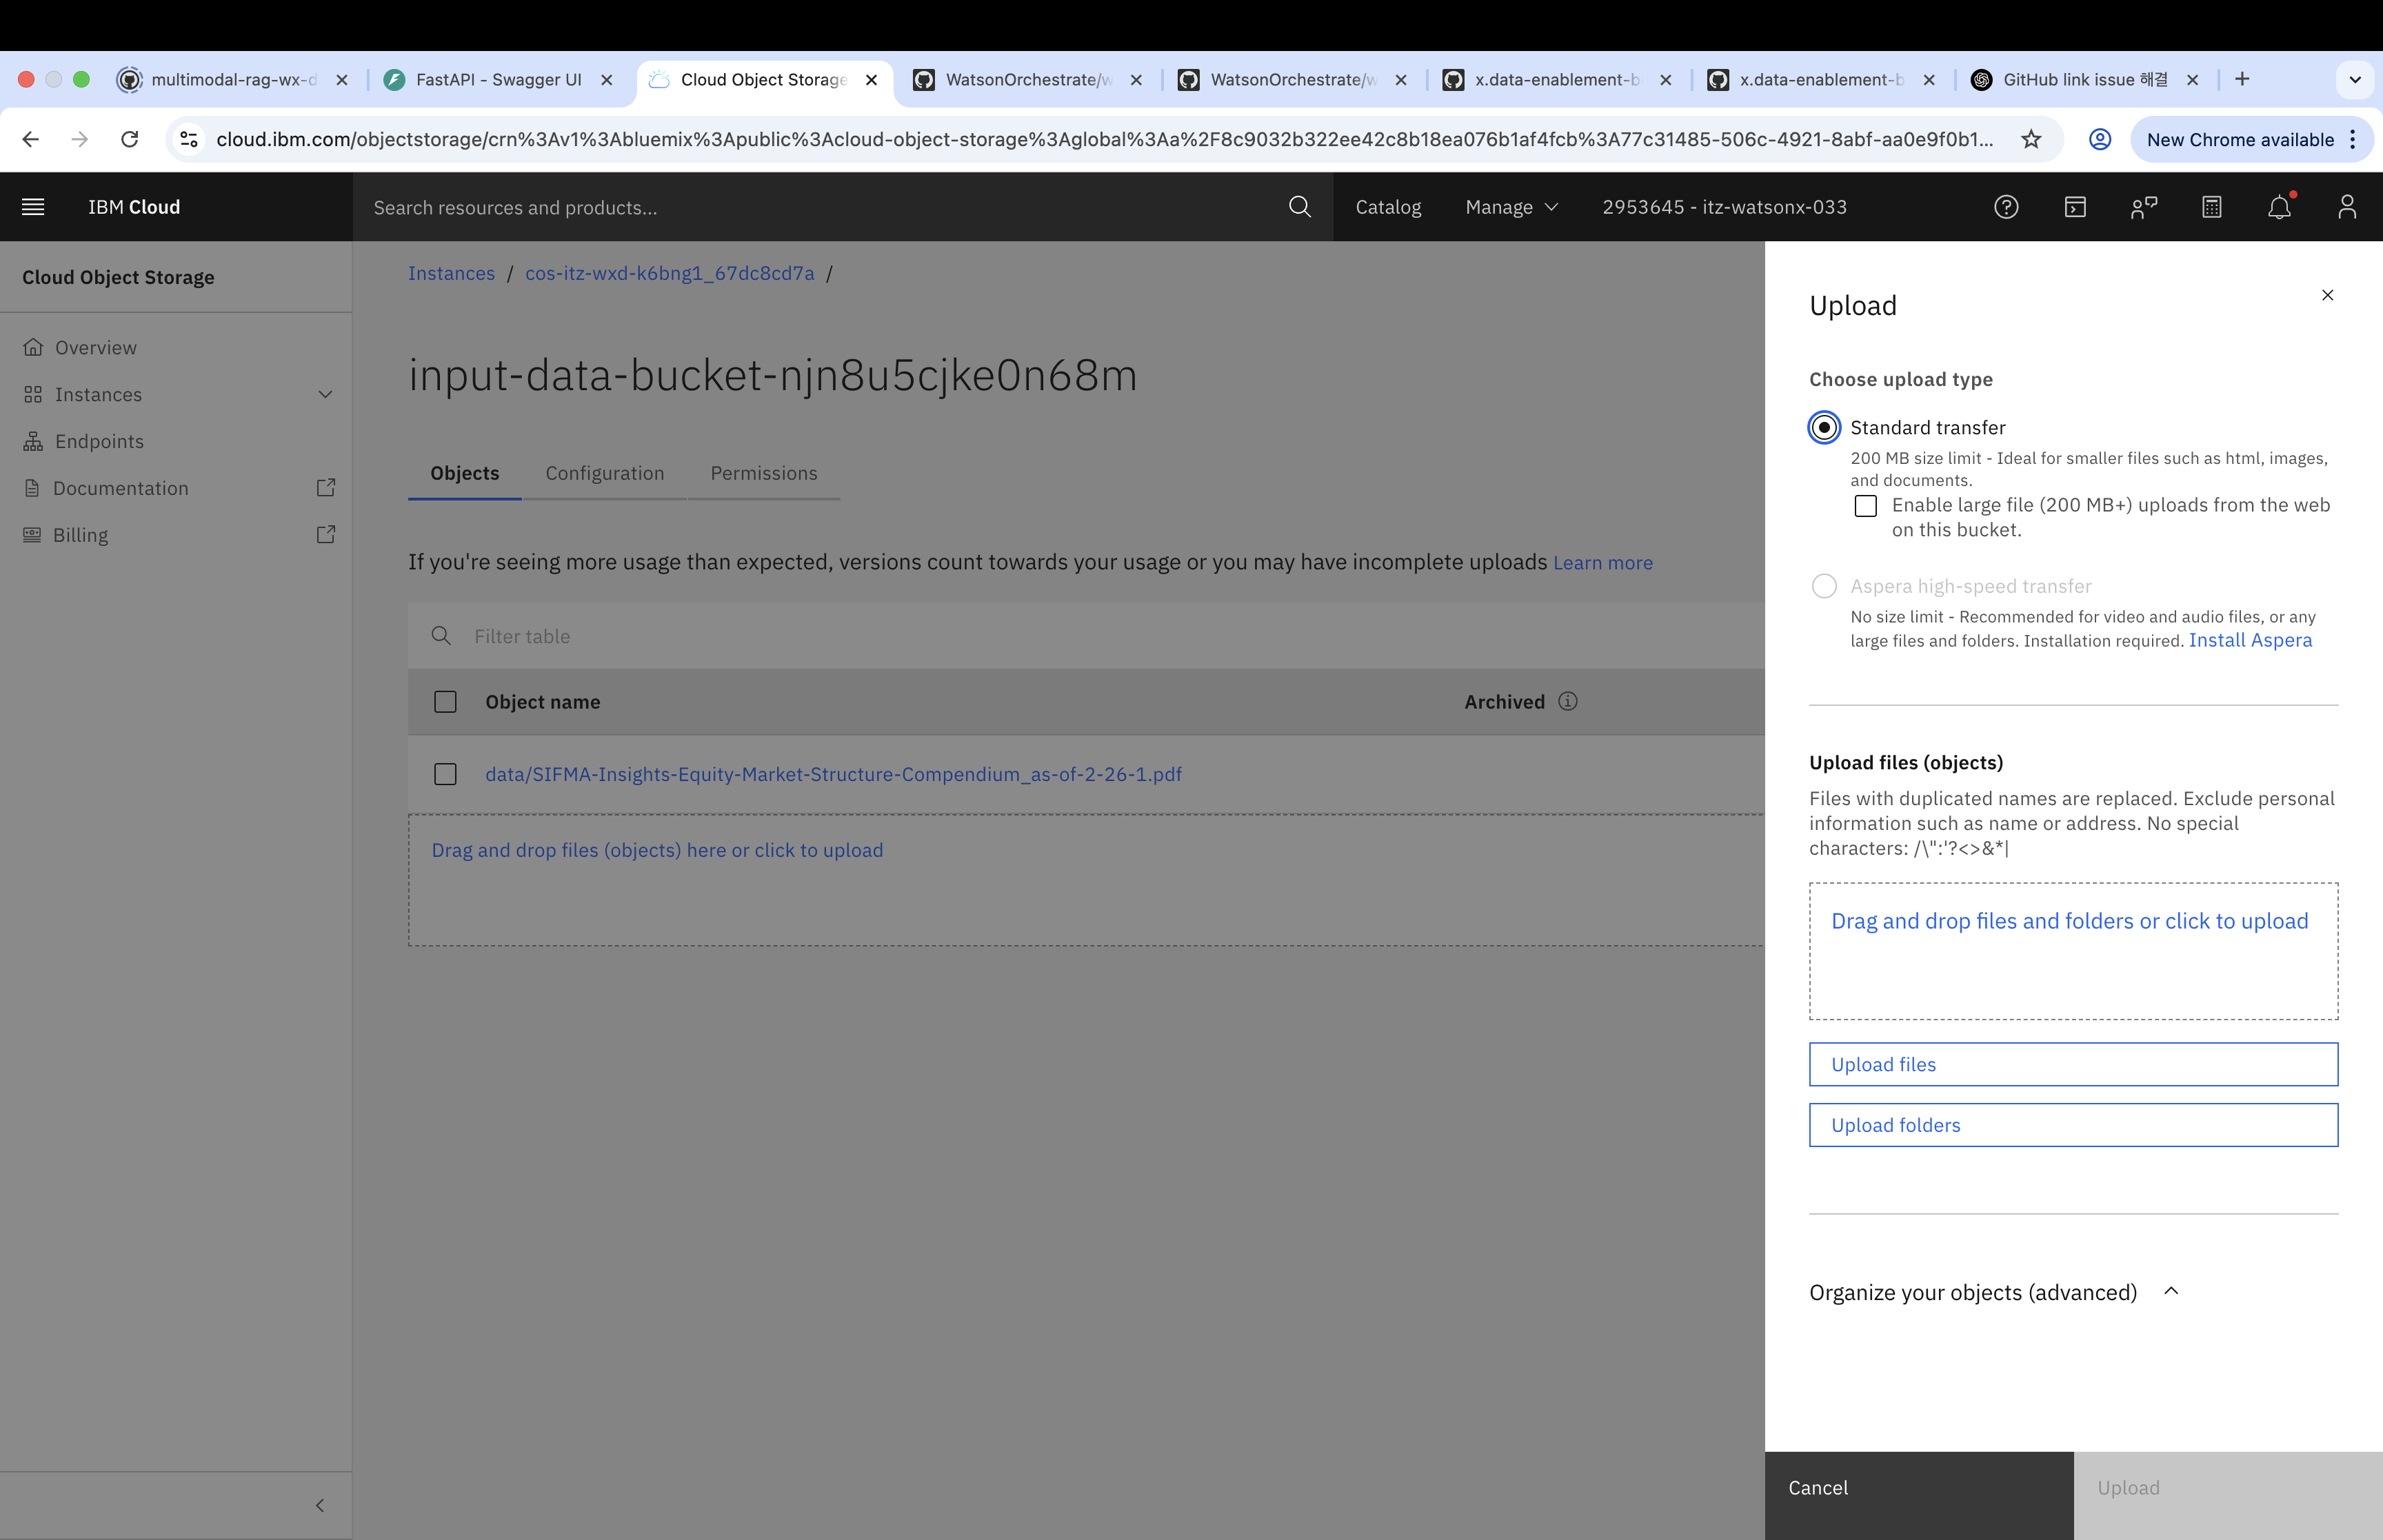 multimodal-rag-wx-d
FastAPI - Swagger UI
Cloud Object Storage
WatsonOrchestrate/w
WatsonOrchestrate/w
x.data-enablement-b
x.data-enablement-b
GitHub link issue 해결
cloud.ibm.com/objectstorage/crn%3Av1%3Abluemix%3Apublic%3Acloud-object-storage%3Aglobal%3Aa%2F8c9032b322ee42c8b18ea076b1af4fcb%3A77c31485-506c-4921-8abf-aa0e9f0b1...
New Chrome available
IBM Cloud
Search resources and products...
Catalog
Manage
2953645 - itz-watsonx-033
Cloud Object Storage
Overview
Instances
Endpoints
Documentation
Billing
Instances / cos-itz-wxd-k6bng1_67dc8cd7a /
input-data-bucket-njn8u5cjke0n68m
Objects
Configuration
Permissions
If you're seeing more usage than expected, versions count towards your usage or you may have incomplete uploads Learn more
Filter table
Object name
Archived
data/SIFMA-Insights-Equity-Market-Structure-Compendium_as-of-2-26-1.pdf
Drag and drop files (objects) here or click to upload
Upload
Choose upload type
Standard transfer
200 MB size limit - Ideal for smaller files such as html, images,
and documents.
Enable large file (200 MB+) uploads from the web
on this bucket.
Aspera high-speed transfer
No size limit - Recommended for video and audio files, or any
large files and folders. Installation required. Install Aspera
Upload files (objects)
Files with duplicated names are replaced. Exclude personal
information such as name or address. No special
characters: /\":'?<>&*|
Drag and drop files and folders or click to upload
Upload files
Upload folders
Organize your objects (advanced)
Cancel
Upload